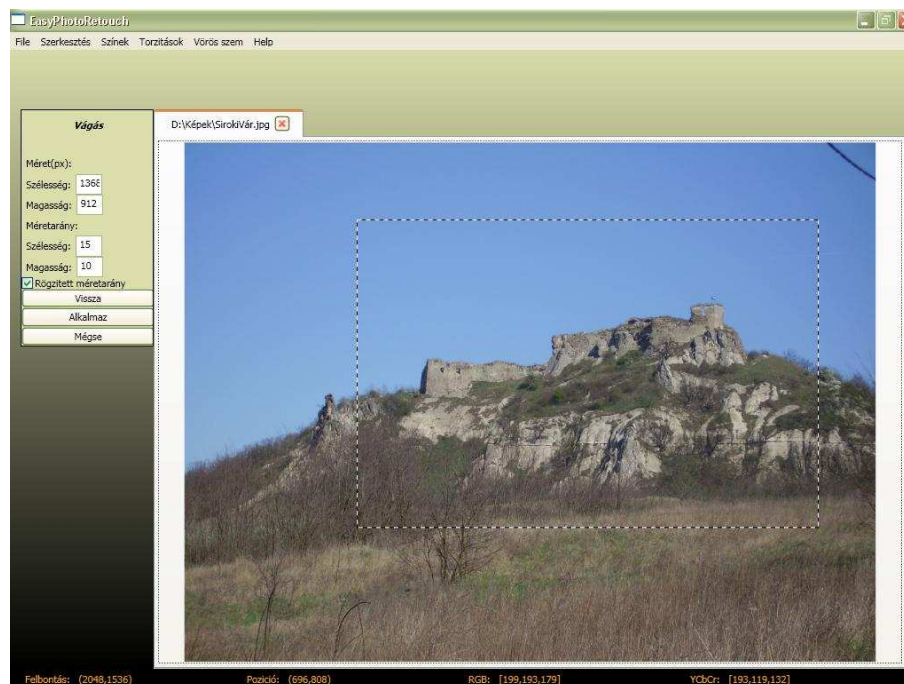 EasyPhotoRetouch
File Szerkesztés Színek Torzítások Vörös szem Help
Vágás
D:\Képek\SirokiVár.jpg
Méret(px):
Szélesség: 1368
Magasság: 912
Méretarány:
Szélesség: 15
Magasság: 10
Rögzített méretarány
Vissza
Alkalmaz
Mégse
Felbontás: (2048,1536) Pozició: (696,808) RGB: [199,193,179] YCbCr: [193,119,132]